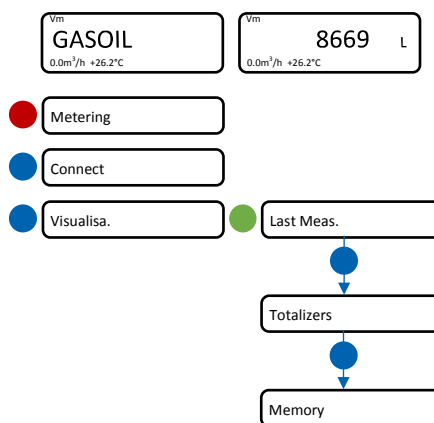 Vm
GASOIL
0.0m³/h +26.2°C
Vm
8669 L
0.0m³/h +26.2°C
Metering
Connect
Visualisa.
Last Meas.
Totalizers
Memory